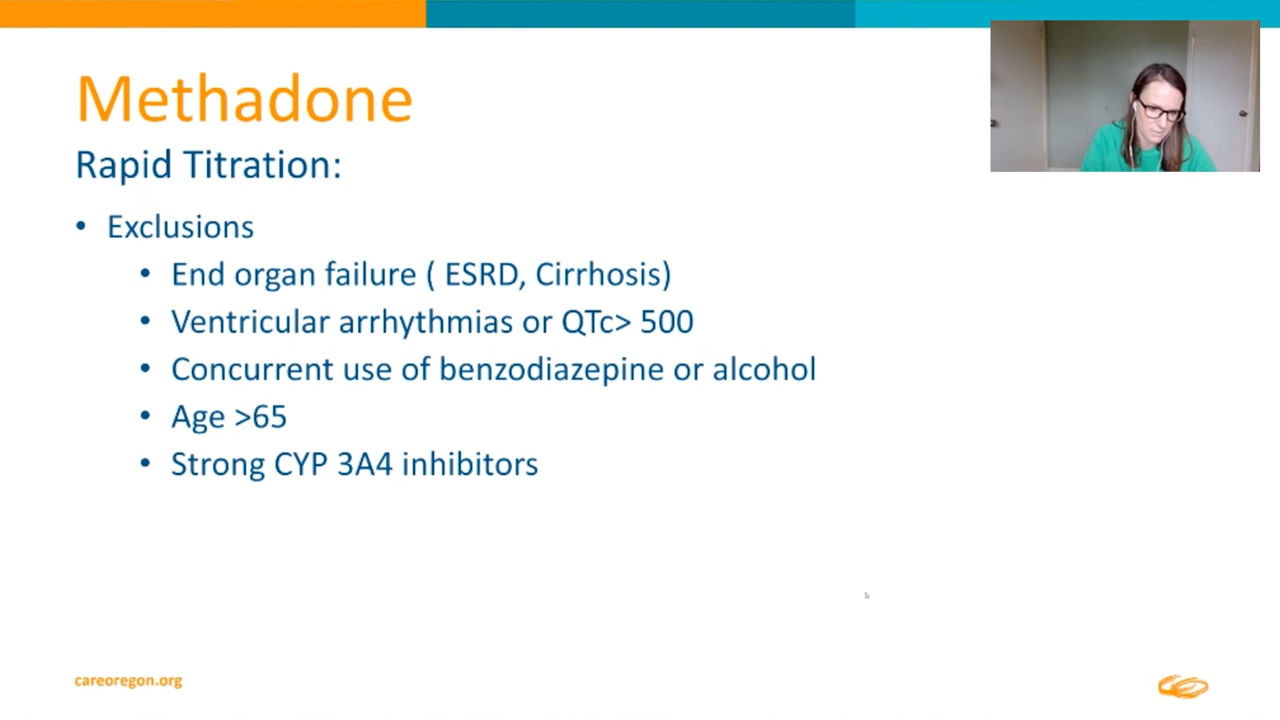 Methadone
Rapid Titration:
• Exclusions
• End organ failure ( ESRD, Cirrhosis)
• Ventricular arrhythmias or QTc> 500
• Concurrent use of benzodiazepine or alcohol
• Age >65
• Strong CYP 3A4 inhibitors
careoregon.org